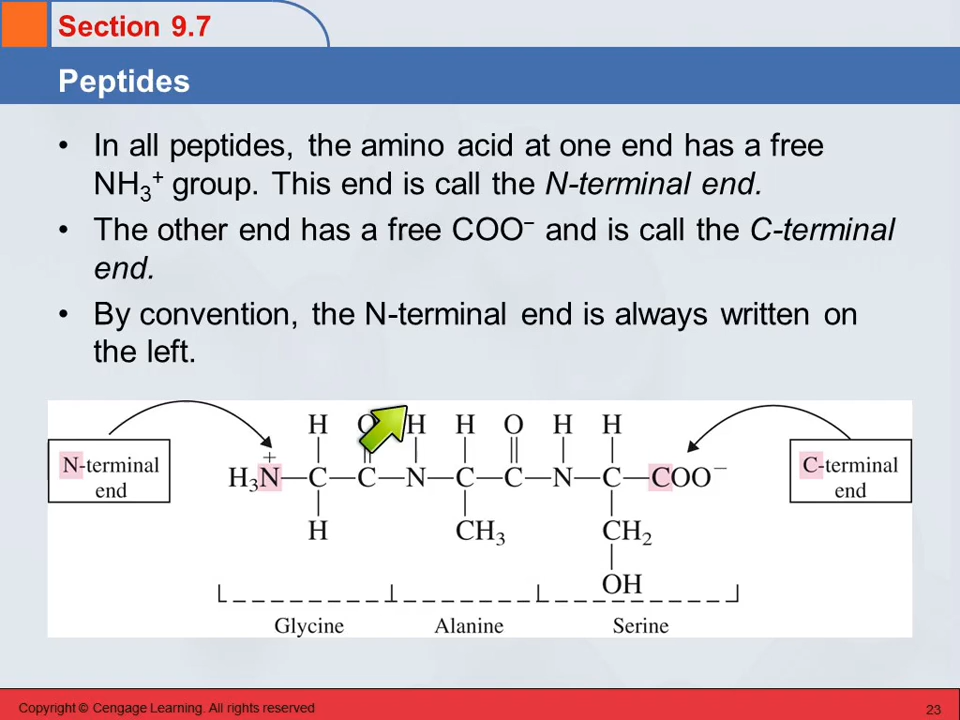 Section 9.7
Peptides
• In all peptides, the amino acid at one end has a free
NH₃⁺ group. This end is call the N-terminal end.
• The other end has a free COO⁻ and is call the C-terminal
end.
• By convention, the N-terminal end is always written on
the left.
H O H H O H H
N-terminal
end
H₃N⁺—C—C—N—C—C—N—C—COO⁻
C-terminal
end
H CH₃ CH₂
OH
Glycine Alanine Serine
Copyright © Cengage Learning. All rights reserved
23